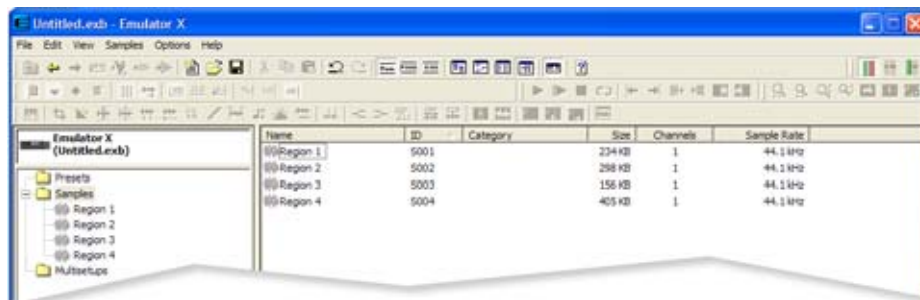 Untitled.exb - Emulator X
File Edit View Samples Options Help
Emulator X
(Untitled.exb)
Presets
Samples
Region 1
Region 2
Region 3
Region 4
Multisetups
Name ID Category Size Channels Sample Rate
Region 1 S001 234 KB 1 44.1 kHz
Region 2 S002 298 KB 1 44.1 kHz
Region 3 S003 156 KB 1 44.1 kHz
Region 4 S004 405 KB 1 44.1 kHz